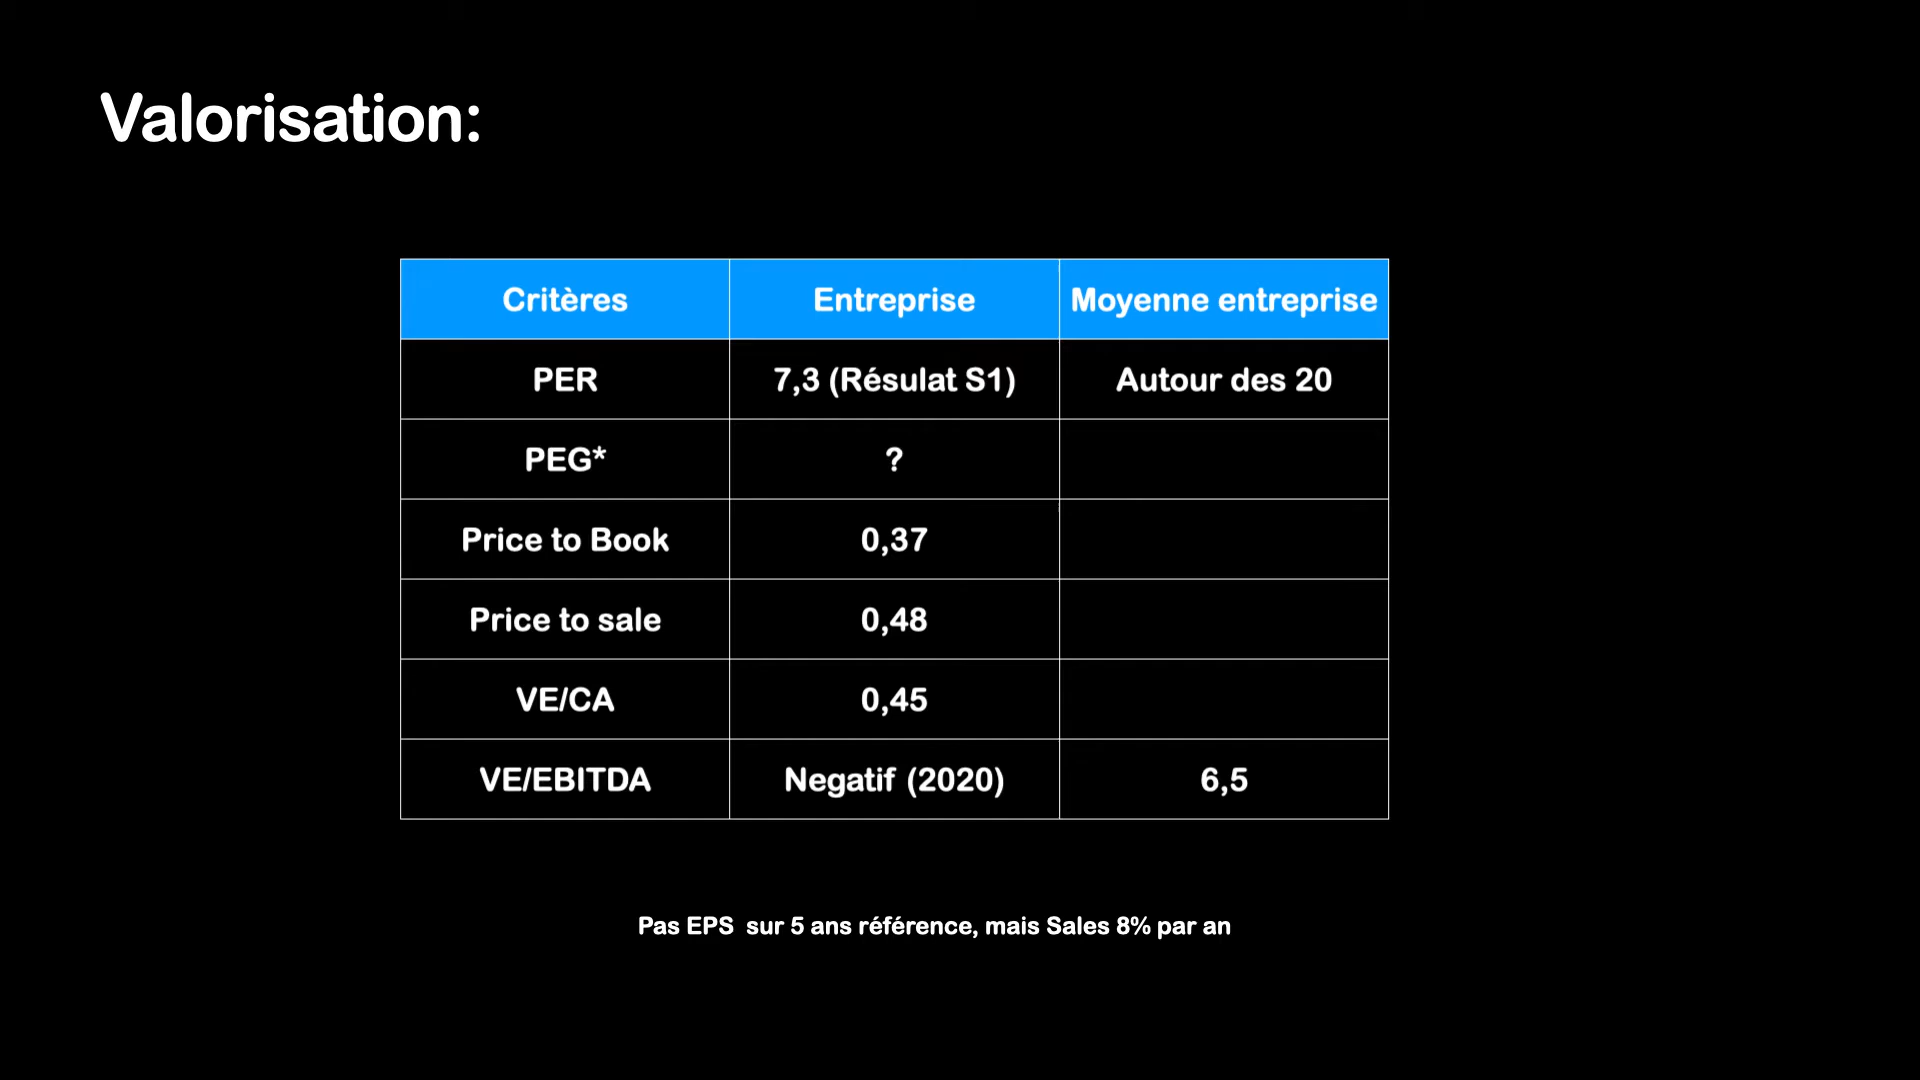 Valorisation:
Critères Entreprise Moyenne entreprise
PER 7,3 (Résulat S1) Autour des 20
PEG* ?
Price to Book 0,37
Price to sale 0,48
VE/CA 0,45
VE/EBITDA Negatif (2020) 6,5
Pas EPS  sur 5 ans référence, mais Sales 8% par an